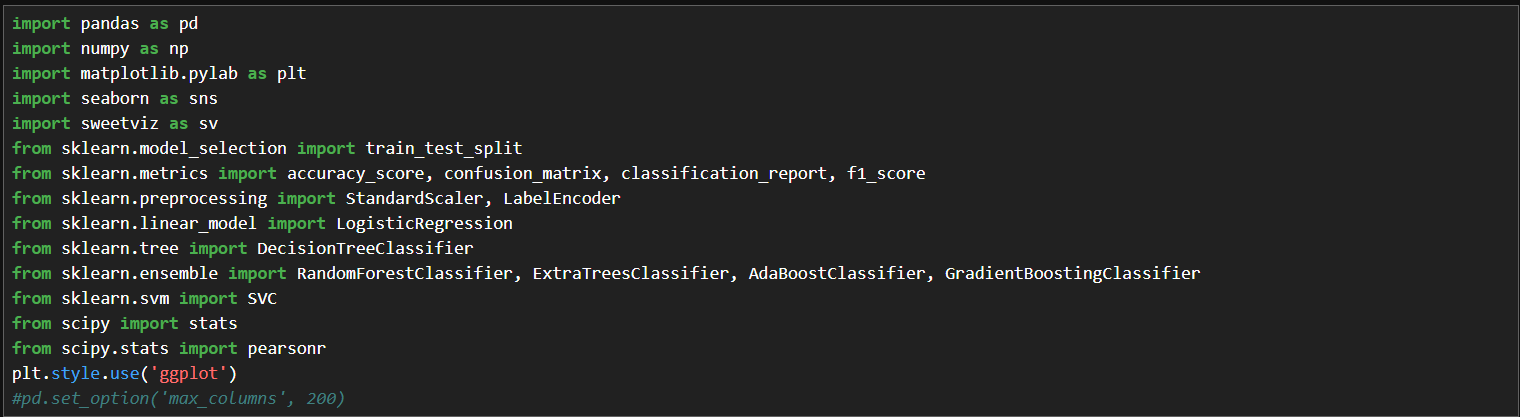 import pandas as pd
import numpy as np
import matplotlib.pylab as plt
import seaborn as sns
import sweetviz as sv
from sklearn.model_selection import train_test_split
from sklearn.metrics import accuracy_score, confusion_matrix, classification_report, f1_score
from sklearn.preprocessing import StandardScaler, LabelEncoder
from sklearn.linear_model import LogisticRegression
from sklearn.tree import DecisionTreeClassifier
from sklearn.ensemble import RandomForestClassifier, ExtraTreesClassifier, AdaBoostClassifier, GradientBoostingClassifier
from sklearn.svm import SVC
from scipy import stats
from scipy.stats import pearsonr
plt.style.use('ggplot')
#pd.set_option('max_columns', 200)